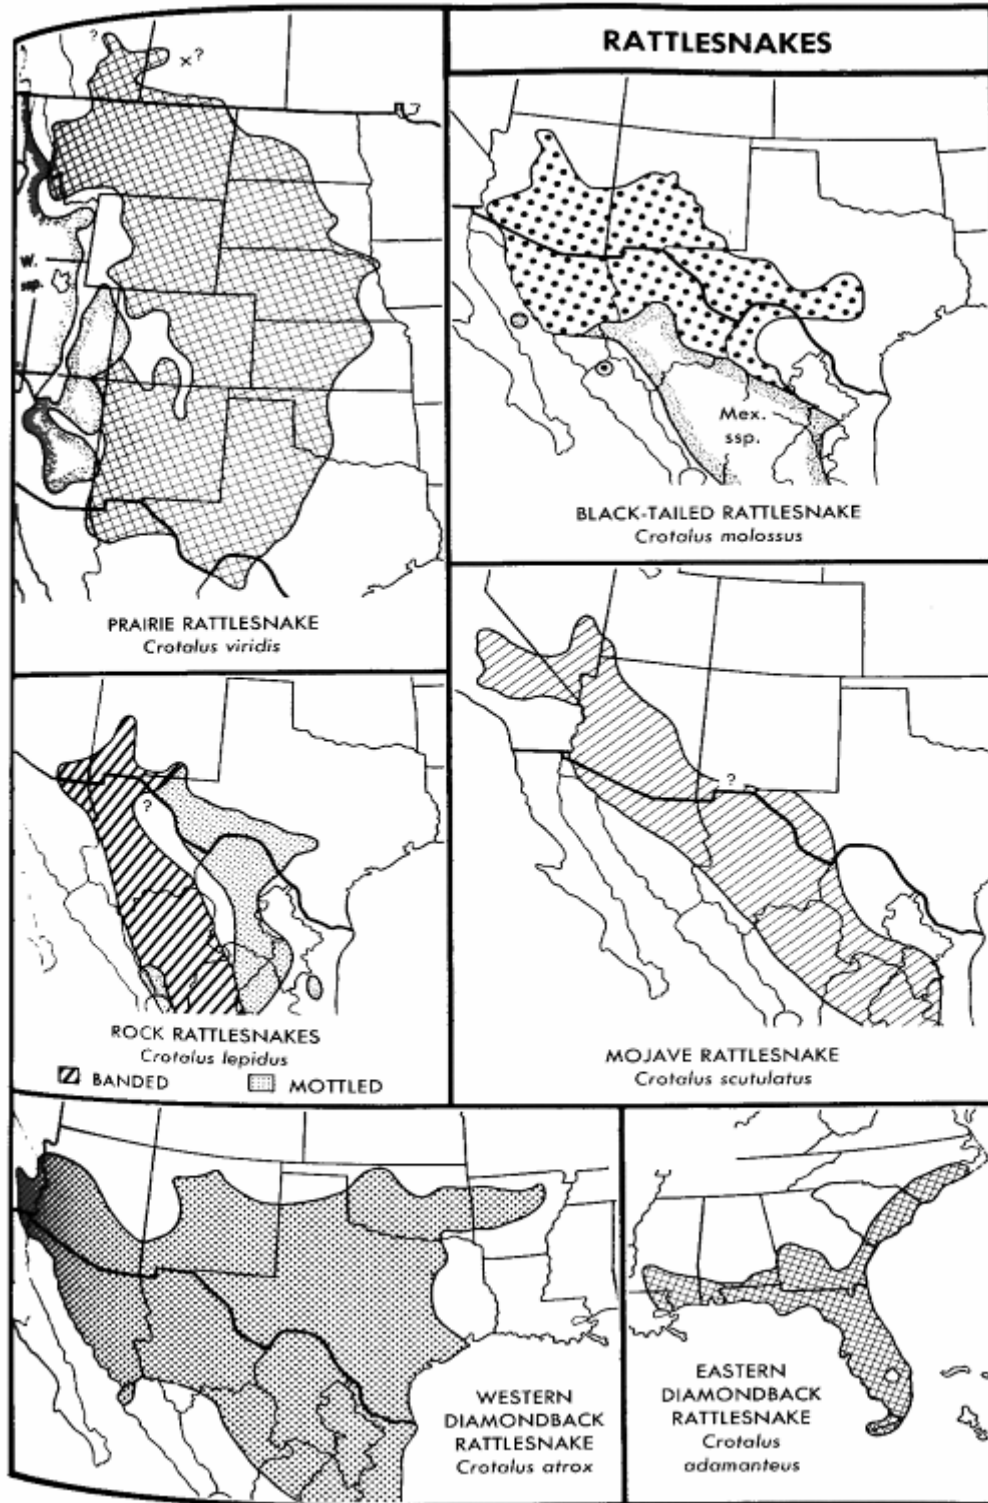 RATTLESNAKES
?
x?
W.
ssp.
PRAIRIE RATTLESNAKE
Crotalus viridis
Mex.
ssp.
BLACK-TAILED RATTLESNAKE
Crotalus molossus
?
ROCK RATTLESNAKES
Crotalus lepidus
BANDED
MOTTLED
?
MOJAVE RATTLESNAKE
Crotalus scutulatus
WESTERN
DIAMONDBACK
RATTLESNAKE
Crotalus atrox
EASTERN
DIAMONDBACK
RATTLESNAKE
Crotalus
adamanteus